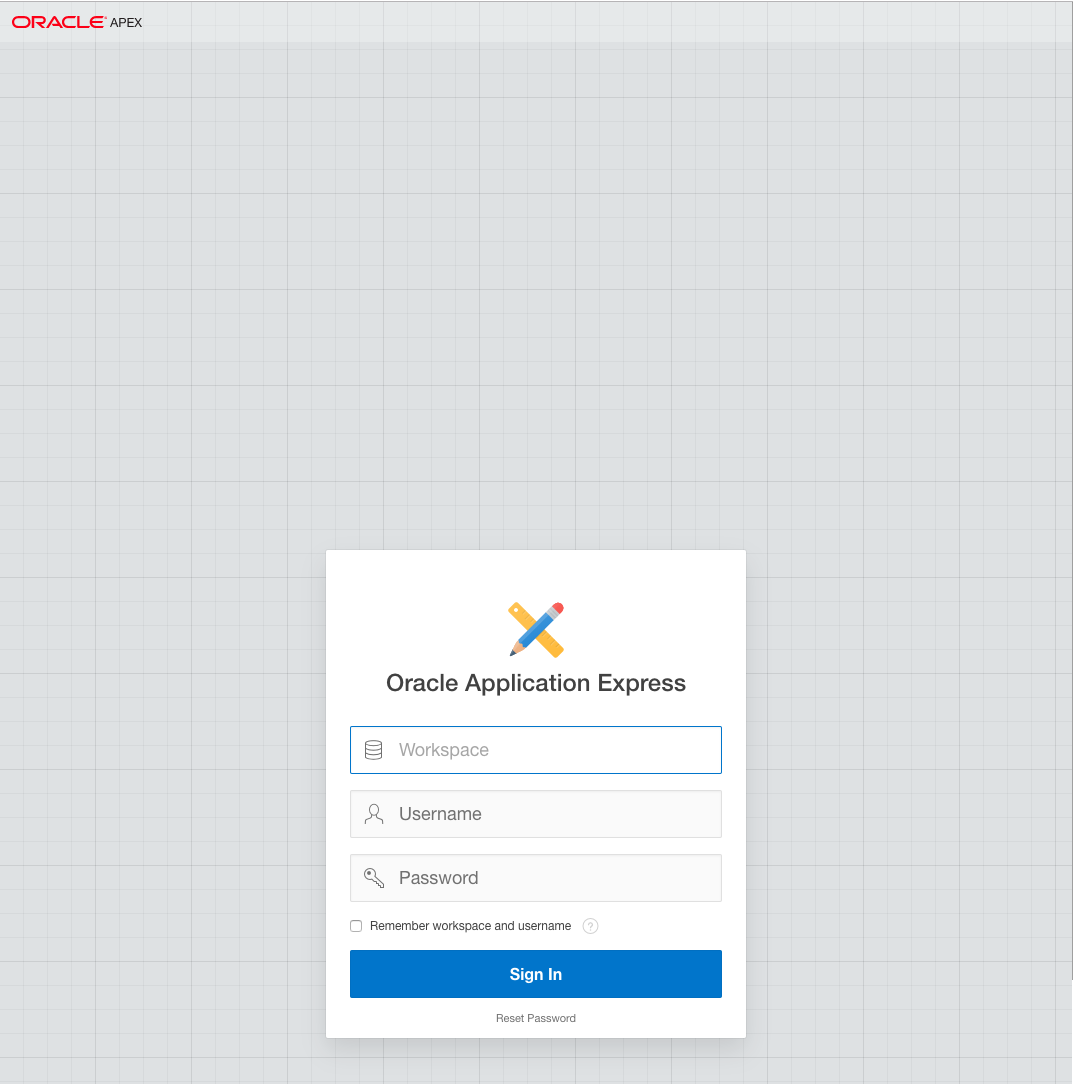 ORACLE APEX
Oracle Application Express
Workspace
Username
Password
Remember workspace and username ?
Sign In
Reset Password